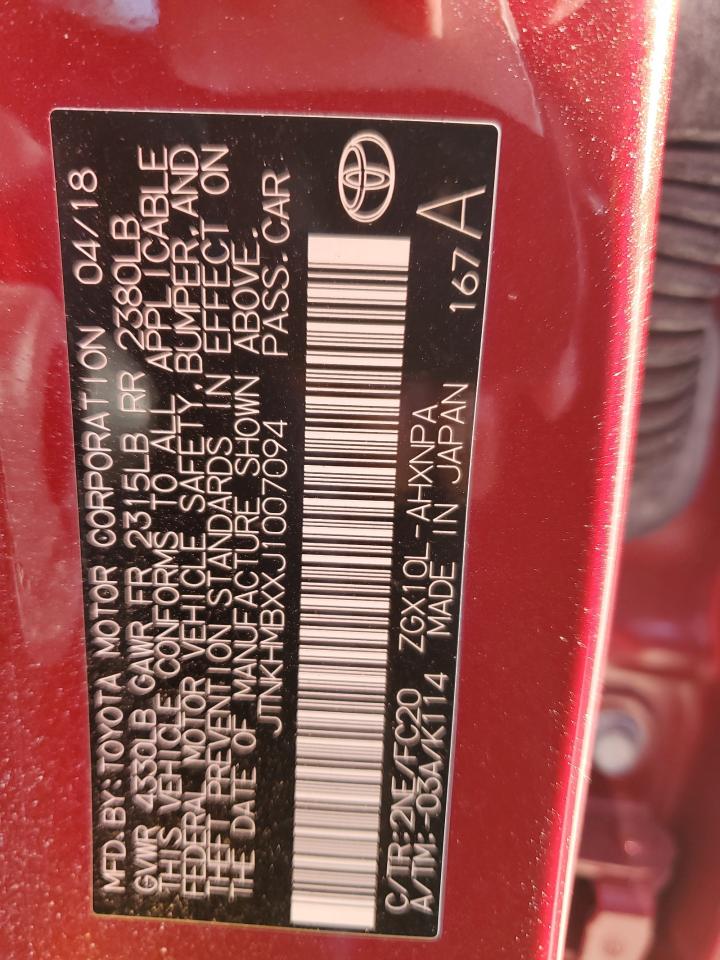 MFD.BY:TOYOTA MOTOR CORPORATION 04/18
GVWR 4530LB GAWR FR 2315LB RR 2380LB
THIS VEHICLE CONFORMS TO ALL APPLICABLE
FEDERAL MOTOR VEHICLE SAFETY,BUMPER,AND
THEFT PREVENTION STANDARDS IN EFFECT ON
THE DATE OF MANUFACTURE SHOWN ABOVE.
JTNKHMBXXJ1007094 PASS.CAR
C/TR:2NE/FC20 ZGX10L-AHXNPA
A/TM:-03A/K114 MADE IN JAPAN 167A